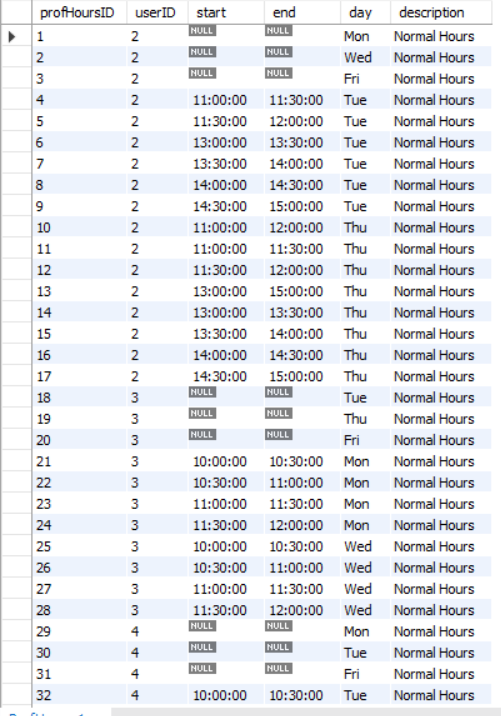 profHoursID userID start end day description
1 2 NULL NULL Mon Normal Hours
2 2 NULL NULL Wed Normal Hours
3 2 NULL NULL Fri Normal Hours
4 2 11:00:00 11:30:00 Tue Normal Hours
5 2 11:30:00 12:00:00 Tue Normal Hours
6 2 13:00:00 13:30:00 Tue Normal Hours
7 2 13:30:00 14:00:00 Tue Normal Hours
8 2 14:00:00 14:30:00 Tue Normal Hours
9 2 14:30:00 15:00:00 Tue Normal Hours
10 2 11:00:00 12:00:00 Thu Normal Hours
11 2 11:00:00 11:30:00 Thu Normal Hours
12 2 11:30:00 12:00:00 Thu Normal Hours
13 2 13:00:00 15:00:00 Thu Normal Hours
14 2 13:00:00 13:30:00 Thu Normal Hours
15 2 13:30:00 14:00:00 Thu Normal Hours
16 2 14:00:00 14:30:00 Thu Normal Hours
17 2 14:30:00 15:00:00 Thu Normal Hours
18 3 NULL NULL Tue Normal Hours
19 3 NULL NULL Thu Normal Hours
20 3 NULL NULL Fri Normal Hours
21 3 10:00:00 10:30:00 Mon Normal Hours
22 3 10:30:00 11:00:00 Mon Normal Hours
23 3 11:00:00 11:30:00 Mon Normal Hours
24 3 11:30:00 12:00:00 Mon Normal Hours
25 3 10:00:00 10:30:00 Wed Normal Hours
26 3 10:30:00 11:00:00 Wed Normal Hours
27 3 11:00:00 11:30:00 Wed Normal Hours
28 3 11:30:00 12:00:00 Wed Normal Hours
29 4 NULL NULL Mon Normal Hours
30 4 NULL NULL Tue Normal Hours
31 4 NULL NULL Fri Normal Hours
32 4 10:00:00 10:30:00 Tue Normal Hours